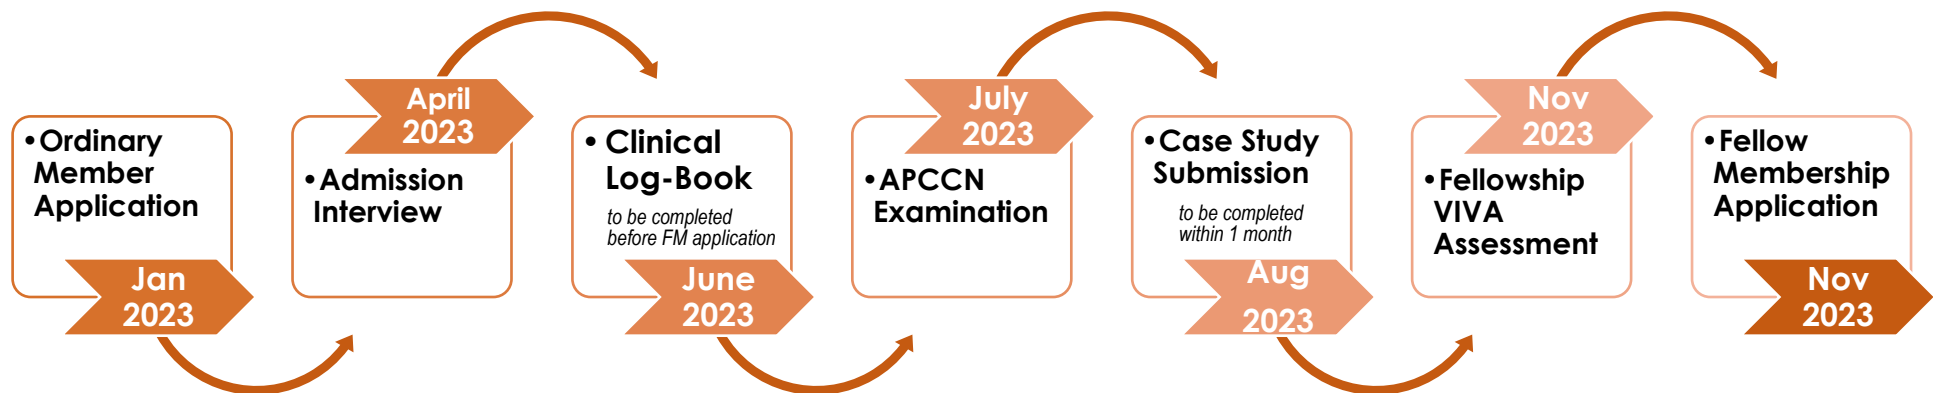 •Ordinary
Member
Application
Jan
2023
April
2023
•Admission
Interview
• Clinical
Log-Book
to be completed
before FM application
June
2023
July
2023
•APCCN
Examination
•Case Study
Submission
to be completed
within 1 month
Aug
2023
Nov
2023
•Fellowship
VIVA
Assessment
•Fellow
Membership
Application
Nov
2023